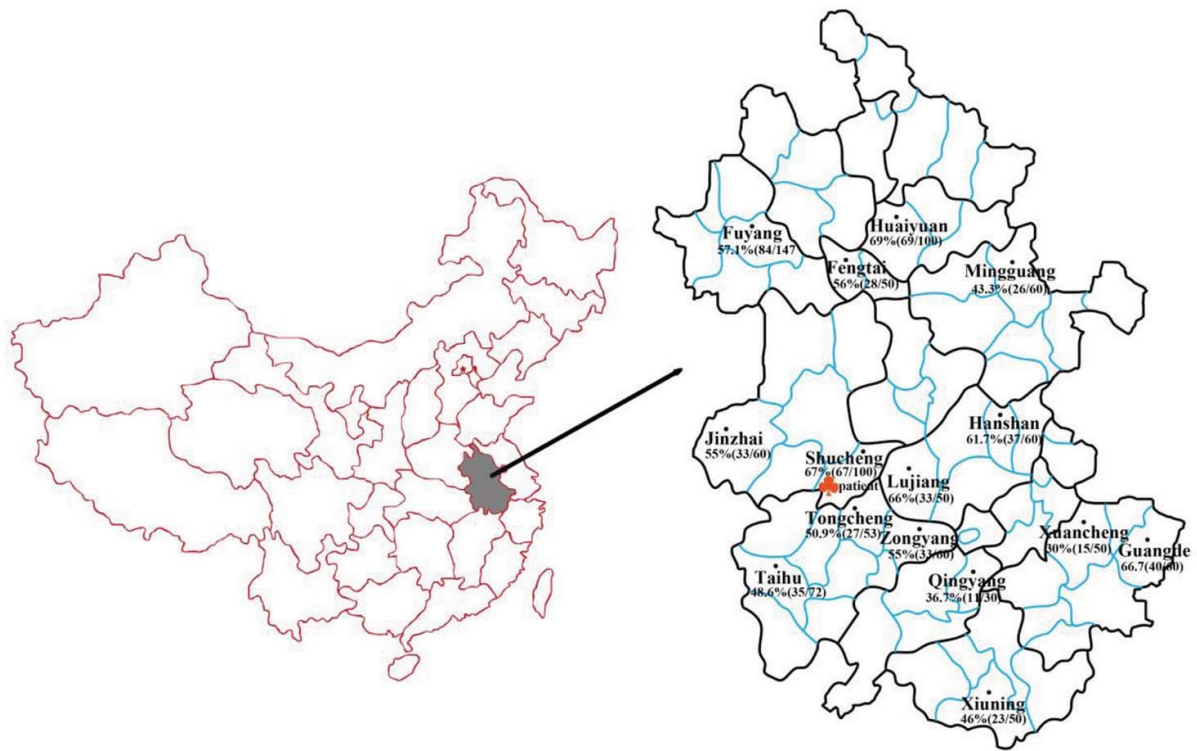 Huaiyuan
69%(69/100)
Fuyang
57.1%(84/147
Fengtai
56%(28/50)
Mingguang
43.3%(26/60)
Hanshan
61.7%(37/60)
Jinzhai
55%(33/60)
Shucheng
67%(67/100)
patient
Lujiang
66%(33/50)
Tongcheng
50.9%(27/53)
Zongyang
55%(33/60)
Xuancheng
30%(15/50)
Guangde
66.7(40/60)
Taihu
48.6%(35/72)
Qingyang
36.7%(11/30)
Xiuning
46%(23/50)